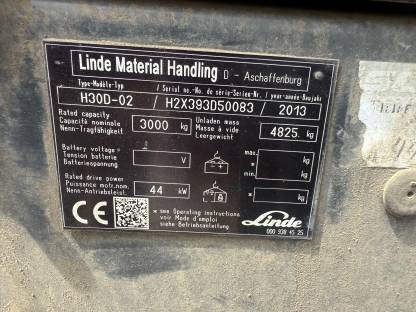 Linde Material Handling D - Aschaffenburg
Type-Modèle-Typ / Serial no.-No. de série-Serien-Nr. / year-année-Baujahr
H30D-02 / H2X393D50083 / 2013
Rated capacity
Capacité nominale
Nenn-Tragfähigkeit
3000 kg
Unladen mass
Masse à vide
Leergewicht
4825 kg
Battery voltage
Tension batterie
Batteriespannung
V
max.
* kg
min.
kg
Rated drive power
Puissance motr.nom.
Nenn-Antriebsleist.
44 kW
* kg
CE
* see Operating instructions
voir Mode d'emploi
siehe Betriebsanleitung
Linde
000 938 45 25